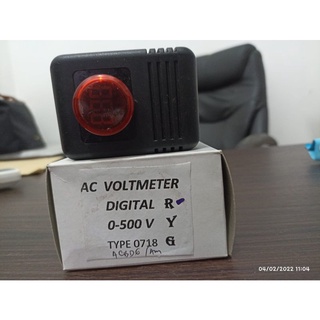 AC VOLTMETER
DIGITAL R
0-500 V Y
TYPE 0718 G
04/02/2022 11:04